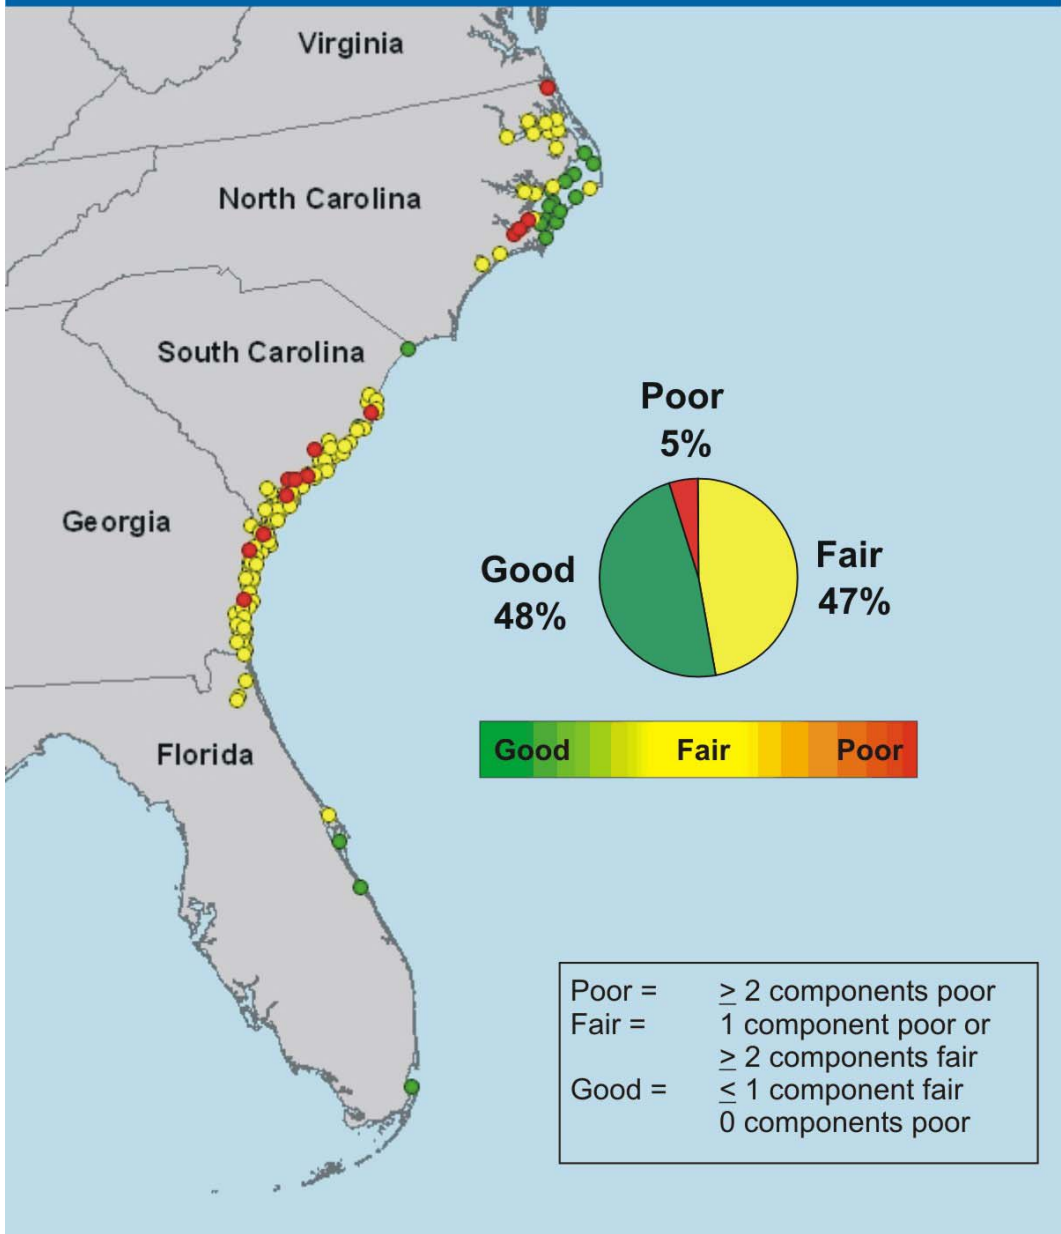 Virginia
North Carolina
South Carolina
Georgia
Florida
Poor
5%
Good
48%
Fair
47%
Good Fair Poor
Poor = ≥ 2 components poor
Fair = 1 component poor or
≥ 2 components fair
Good = ≤ 1 component fair
0 components poor